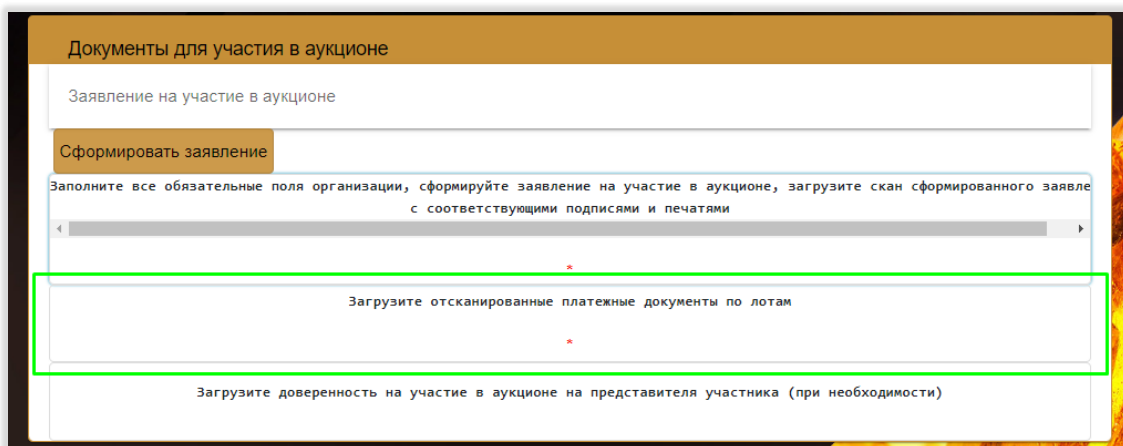 Документы для участия в аукционе
Заявление на участие в аукционе
Сформировать заявление
Заполните все обязательные поля организации, сформируйте заявление на участие в аукционе, загрузите скан сформированного заявле
с соответствующими подписями и печатями
*
Загрузите отсканированные платежные документы по лотам
*
Загрузите доверенность на участие в аукционе на представителя участника (при необходимости)